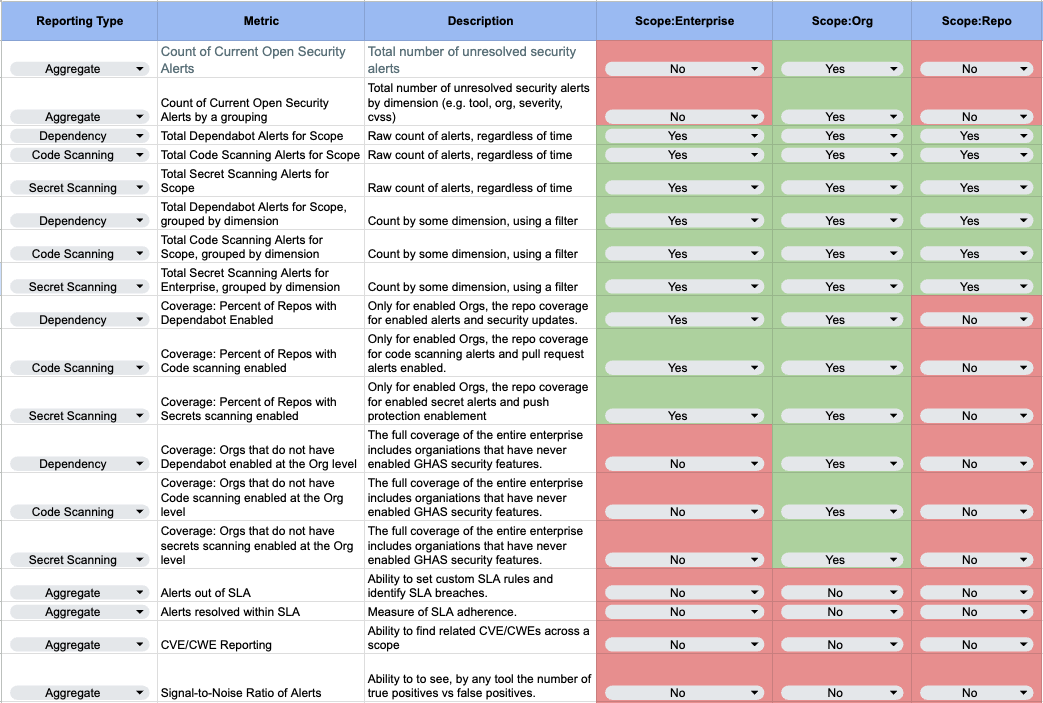 Reporting Type Metric Description Scope:Enterprise Scope:Org Scope:Repo
Count of Current Open Security Total number of unresolved security
Aggregate Alerts alerts No Yes No
Total number of unresolved security alerts
Count of Current Open Security by dimension (e.g. tool, org, severity,
Aggregate Alerts by a grouping cvss) No Yes No
Dependency Total Dependabot Alerts for Scope Raw count of alerts, regardless of time Yes Yes Yes
Code Scanning Total Code Scanning Alerts for Scope Raw count of alerts, regardless of time Yes Yes Yes
Total Secret Scanning Alerts for
Secret Scanning Scope Raw count of alerts, regardless of time Yes Yes Yes
Total Dependabot Alerts for Scope,
Dependency grouped by dimension Count by some dimension, using a filter Yes Yes Yes
Total Code Scanning Alerts for
Code Scanning Scope, grouped by dimension Count by some dimension, using a filter Yes Yes Yes
Total Secret Scanning Alerts for
Secret Scanning Enterprise, grouped by dimension Count by some dimension, using a filter Yes Yes Yes
Coverage: Percent of Repos with Only for enabled Orgs, the repo coverage
Dependency Dependabot Enabled for enabled alerts and security updates. Yes Yes No
Only for enabled Orgs, the repo coverage
Coverage: Percent of Repos with for code scanning alerts and pull request
Code Scanning Code scanning enabled alerts enabled. Yes Yes No
Only for enabled Orgs, the repo coverage
Coverage: Percent of Repos with for enabled secret alerts and push
Secret Scanning Secrets scanning enabled protection enablement Yes Yes No
The full coverage of the entire enterprise
Coverage: Orgs that do not have includes organiations that have never
Dependency Dependabot enabled at the Org level enabled GHAS security features. No Yes No
Coverage: Orgs that do not have The full coverage of the entire enterprise
Code scanning enabled at the Org includes organiations that have never
Code Scanning level enabled GHAS security features. No Yes No
Coverage: Orgs that do not have The full coverage of the entire enterprise
secrets scanning enabled at the Org includes organiations that have never
Secret Scanning level enabled GHAS security features. No Yes No
Ability to set custom SLA rules and
Aggregate Alerts out of SLA identify SLA breaches. No No No
Aggregate Alerts resolved within SLA Measure of SLA adherence. No No No
Ability to find related CVE/CWEs across a
Aggregate CVE/CWE Reporting scope No No No
Ability to to see, by any tool the number of
Aggregate Signal-to-Noise Ratio of Alerts true positives vs false positives. No No No